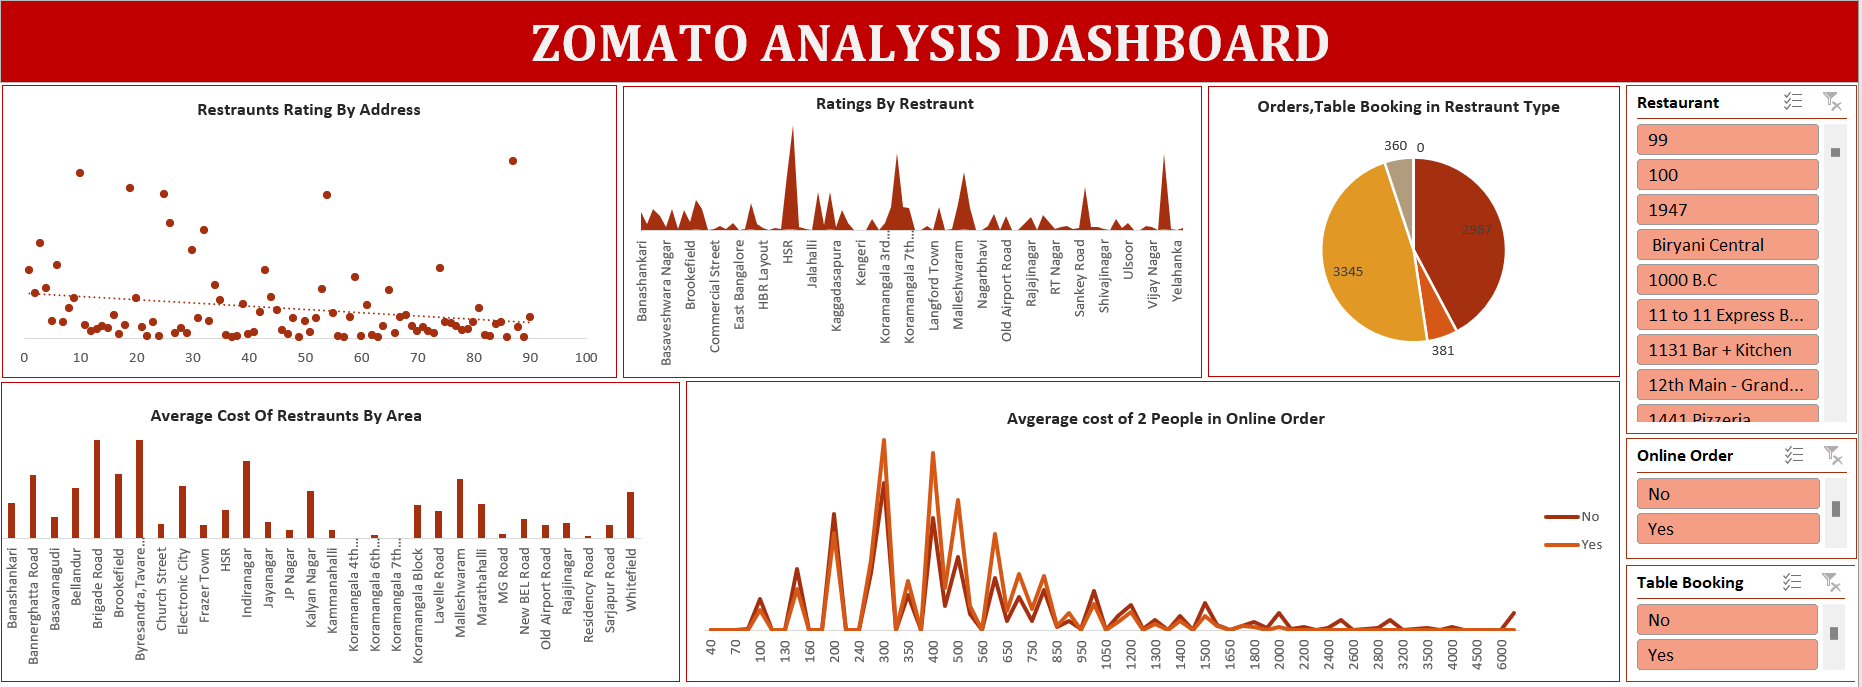 ZOMATO ANALYSIS DASHBOARD
Restraunts Rating By Address
0 10 20 30 40 50 60 70 80 90 100
Ratings By Restraunt
Banashankari
Basaveshwara Nagar
Brookefield
Commercial Street
East Bangalore
HBR Layout
HSR
Jalahalli
Kaggadasapura
Kengeri
Koramangala 3rd...
Koramangala 7th...
Langford Town
Malleshwaram
Nagarbhavi
Old Airport Road
Rajajinagar
RT Nagar
Sankey Road
Shivajinagar
Ulsoor
Vijay Nagar
Yelahanka
Orders,Table Booking in Restraunt Type
360 0
2987
3345
381
Restaurant
99
100
1947
Biryani Central
1000 B.C
11 to 11 Express B...
1131 Bar + Kitchen
12th Main - Grand...
1441 Pizzeria
Average Cost Of Restraunts By Area
Banashankari
Bannerghatta Road
Basavanagudi
Bellandur
Brigade Road
Brookefield
Byresandra,Tavare...
Church Street
Electronic City
Frazer Town
HSR
Indiranagar
Jayanagar
JP Nagar
Kalyan Nagar
Kammanahalli
Koramangala 4th...
Koramangala 6th...
Koramangala 7th...
Koramangala Block
Lavelle Road
Malleshwaram
Marathahalli
MG Road
New BEL Road
Old Airport Road
Rajajinagar
Residency Road
Sarjapur Road
Whitefield
Avgerage cost of 2 People in Online Order
No
Yes
40
70
100
130
160
200
240
300
350
400
500
560
650
750
850
950
1050
1200
1300
1400
1500
1650
1800
2000
2200
2400
2600
2800
3200
3500
4000
4500
6000
Online Order
No
Yes
Table Booking
No
Yes